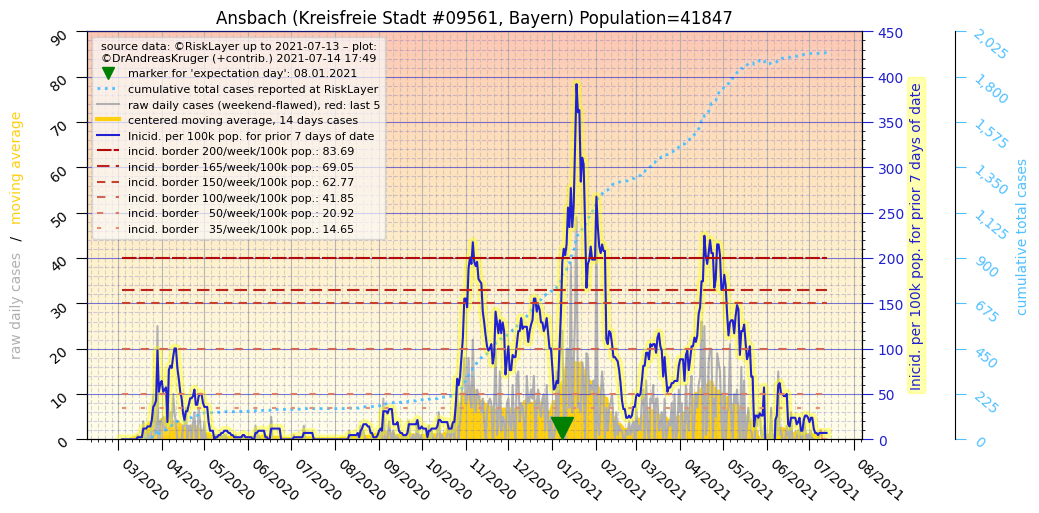 Ansbach (Kreisfreie Stadt #09561, Bayern) Population=41847
source data: ©RiskLayer up to 2021-07-13 – plot:
©DrAndreasKruger (+contrib.) 2021-07-14 17:49
marker for 'expectation day': 08.01.2021
cumulative total cases reported at RiskLayer
raw daily cases (weekend-flawed), red: last 5
centered moving average, 14 days cases
Inicid. per 100k pop. for prior 7 days of date
incid. border 200/week/100k pop.: 83.69
incid. border 165/week/100k pop.: 69.05
incid. border 150/week/100k pop.: 62.77
incid. border 100/week/100k pop.: 41.85
incid. border   50/week/100k pop.: 20.92
incid. border   35/week/100k pop.: 14.65
raw daily cases / moving average
90
80
70
60
50
40
30
20
10
0
03/2020
04/2020
05/2020
06/2020
07/2020
08/2020
09/2020
10/2020
11/2020
12/2020
01/2021
02/2021
03/2021
04/2021
05/2021
06/2021
07/2021
08/2021
450
400
350
300
250
200
150
100
50
0
Inicid. per 100k pop. for prior 7 days of date
2,025
1,800
1,575
1,350
1,125
900
675
450
225
0
cumulative total cases